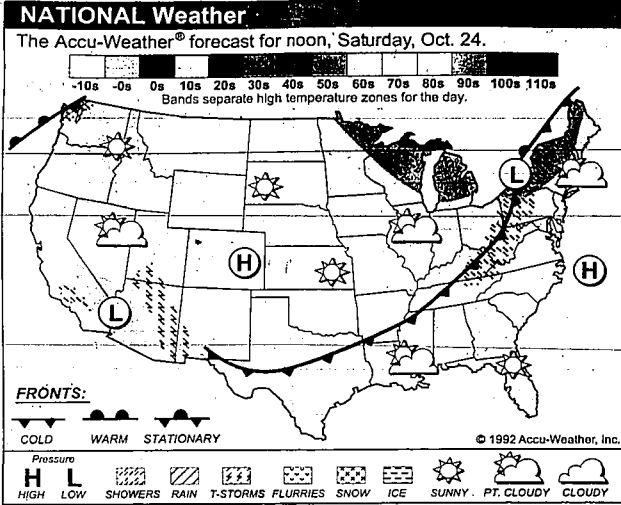 NATIONAL Weather
The Accu-Weather® forecast for noon, Saturday, Oct. 24.
-10s -0s 0s 10s 20s 30s 40s 50s 60s 70s 80s 90s 100s 110s
Bands separate high temperature zones for the day.
L
H
H
L
FRONTS:
COLD WARM STATIONARY
© 1992 Accu-Weather, Inc.
Pressure
H L
HIGH LOW SHOWERS RAIN T-STORMS FLURRIES SNOW ICE SUNNY PT. CLOUDY CLOUDY